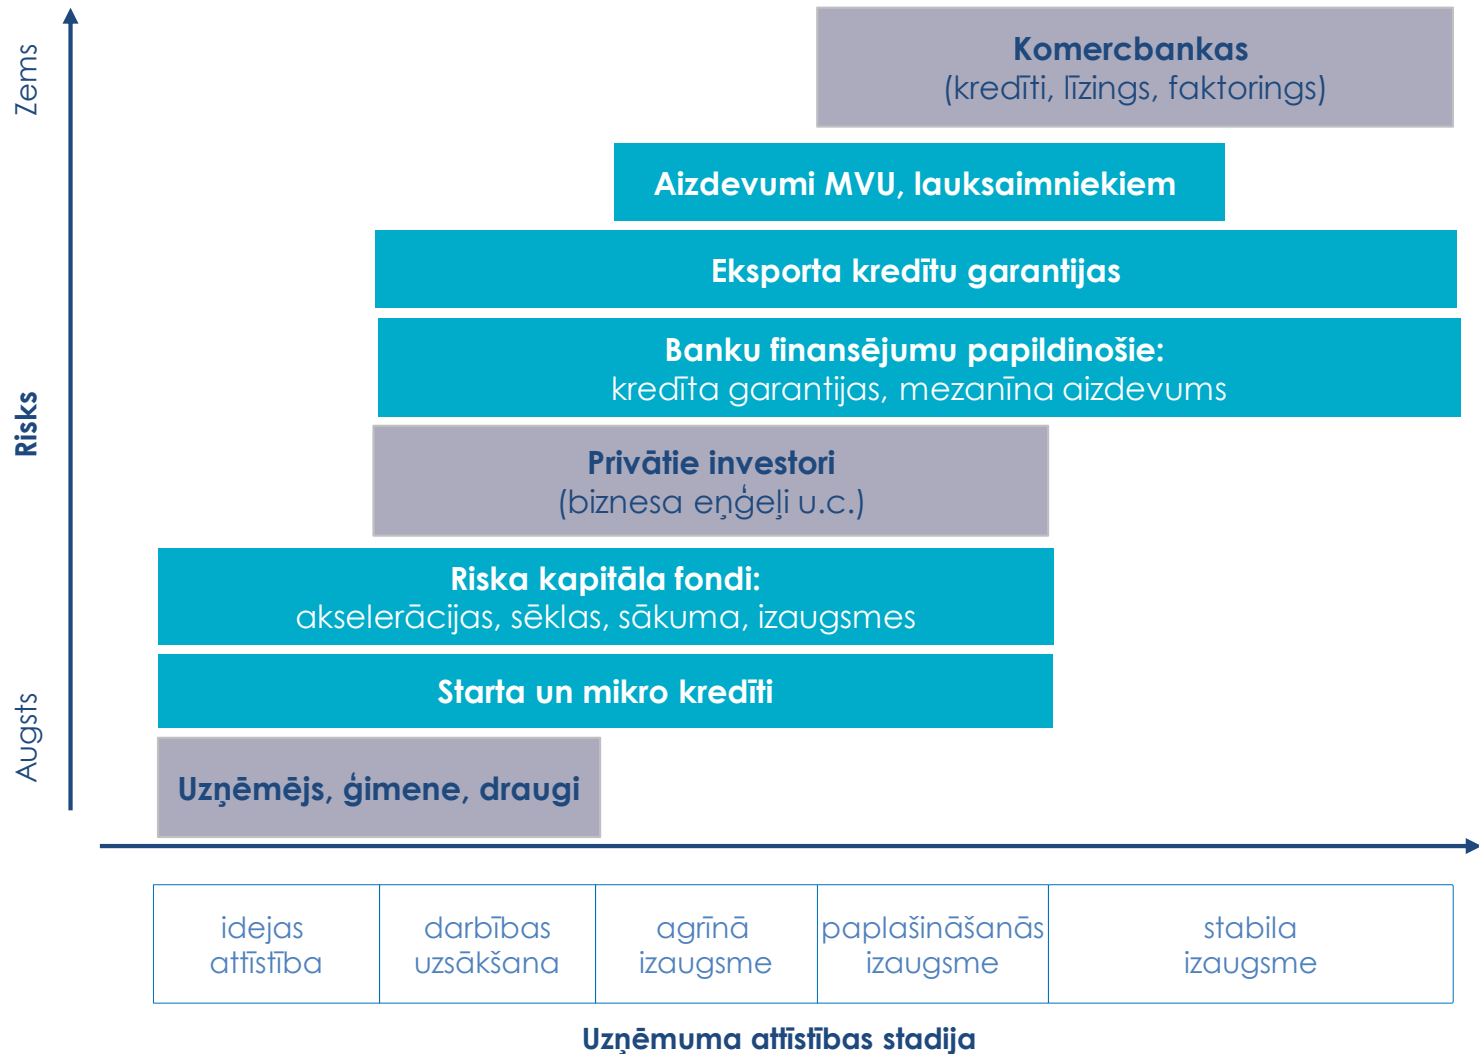 Zems
Risks
Augsts
Komercbankas
(kredīti, līzings, faktorings)
Aizdevumi MVU, lauksaimniekiem
Eksporta kredītu garantijas
Banku finansējumu papildinošie:
kredīta garantijas, mezanīna aizdevums
Privātie investori
(biznesa eņģeļi u.c.)
Riska kapitāla fondi:
akselerācijas, sēklas, sākuma, izaugsmes
Starta un mikro kredīti
Uzņēmējs, ģimene, draugi
idejas
attīstība
darbības
uzsākšana
agrīnā
izaugsme
paplašināšanās
izaugsme
stabila
izaugsme
Uzņēmuma attīstības stadija